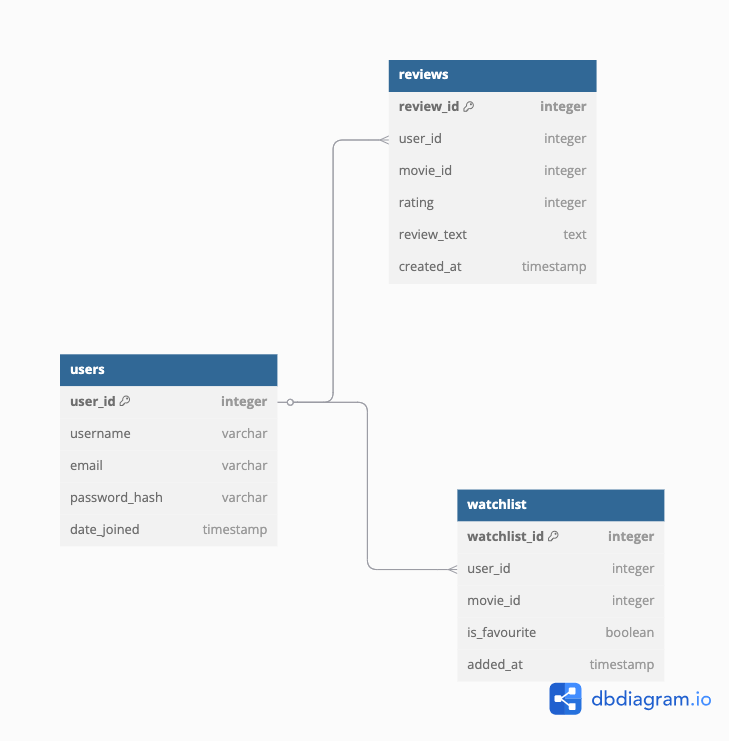 reviews
review_id integer
user_id integer
movie_id integer
rating integer
review_text text
created_at timestamp
users
user_id integer
username varchar
email varchar
password_hash varchar
date_joined timestamp
watchlist
watchlist_id integer
user_id integer
movie_id integer
is_favourite boolean
added_at timestamp
dbdiagram.io